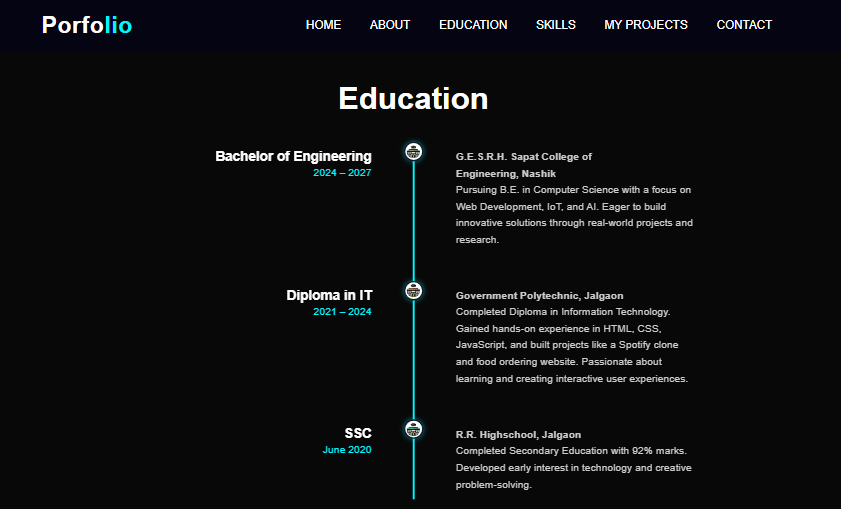 Porfolio
HOME ABOUT EDUCATION SKILLS MY PROJECTS CONTACT
Education
Bachelor of Engineering
2024 – 2027
G.E.S.R.H. Sapat College of
Engineering, Nashik
Pursuing B.E. in Computer Science with a focus on
Web Development, IoT, and AI. Eager to build
innovative solutions through real-world projects and
research.
Diploma in IT
2021 – 2024
Government Polytechnic, Jalgaon
Completed Diploma in Information Technology.
Gained hands-on experience in HTML, CSS,
JavaScript, and built projects like a Spotify clone
and food ordering website. Passionate about
learning and creating interactive user experiences.
SSC
June 2020
R.R. Highschool, Jalgaon
Completed Secondary Education with 92% marks.
Developed early interest in technology and creative
problem-solving.